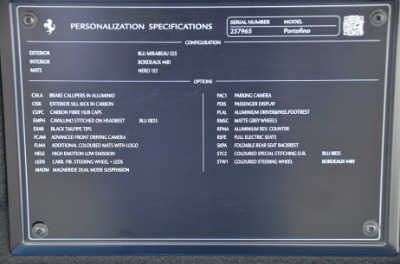 PERSONALIZATION SPECIFICATIONS
SERIAL NUMBER MODEL
257965 Portofino
CONFIGURATION
EXTERIOR BLU MIRABEAU 525
INTERIOR BORDEAUX 4481
MATS NERO 152
OPTIONS
CALA BRAKE CALLIPERS IN ALLUMINIO
CISK EXTERIOR SILL KICK IN CARBON
CUPC CARBON FIBRE HUB CAPS
EMPH CAVALLINO STITCHED ON HEADREST BLU 0825
EXAB BLACK TAILPIPE TIPS
FCAM ADVANCED FRONT DRIVING CAMERA
FLMA ADDITIONAL COLOURED MATS WITH LOGO
HELE HIGH EMOTION LOW EMISSION
LEDS CARB. FIB. STEERING WHEEL + LEDS
MADM MAGNERIDE DUAL MODE SUSPENSION
PAC1 PARKING CAMERA
PDIS PASSENGER DISPLAY
PLAL ALUMINIUM DRIVER&PASS.FOOTREST
RMSC MATTE GREY WHEELS
RPMA ALUMINIUM REV. COUNTER
RSFE FULL ELECTRIC SEATS
SKPA FOLDABLE REAR SEAT BACKREST
STC2 COLOURED SPECIAL STITCHING O.R. BLU 0825
STW1 COLOURED STEERING WHEEL BORDEAUX 4481